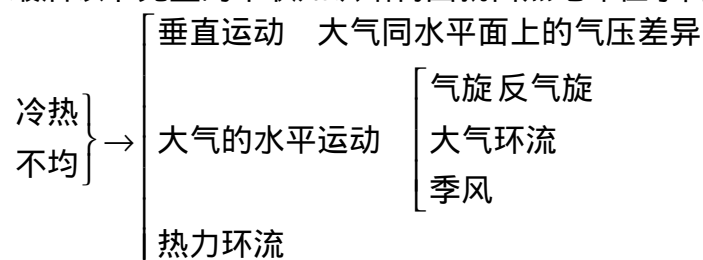 垂直运动 大气同水平面上的气压差异
冷热
不均
→
大气的水平运动
气旋反气旋
大气环流
季风
热力环流